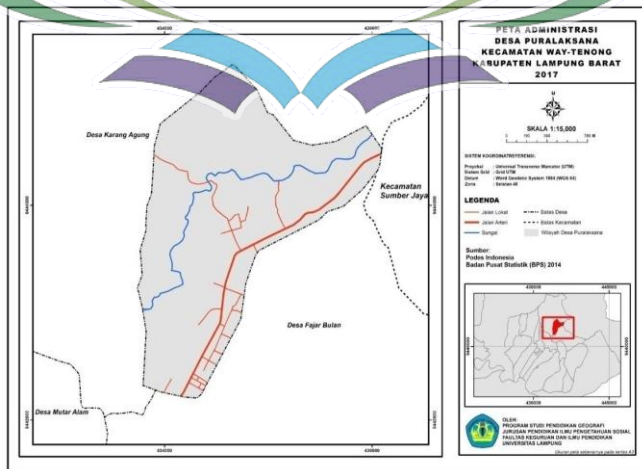 PETA ADMINISTRASI
DESA PURALAKSANA
KECAMATAN WAY-TENONG
KABUPATEN LAMPUNG BARAT
2017
SKALA 1:15,000
SISTEM KOORDINAT REFERENSI:
Proyeksi : Universal Transverse Mercator (UTM)
Sistem Grid : Grid UTM
Datum : Word Geodetic System 1984 (WGS 84)
Zona : Selatan 48
LEGENDA
Jalan Lokal
Batas Desa
Jalan Arteri
Batas Kecamatan
Sungai
Wilayah Desa Puralaksana
Sumber:
Podes Indonesia
Badan Pusat Statistik (BPS) 2014
Desa Karang Agung
Kecamatan
Sumber Jaya
Desa Fajar Bulan
Desa Mutar Alam
OLEH:
PROGRAM STUDI PENDIDIKAN GEOGRAFI
JURUSAN PENDIDIKAN ILMU PENGETAHUAN SOSIAL
FAKULTAS KEGURUAN DAN ILMU PENDIDIKAN
UNIVERSITAS LAMPUNG